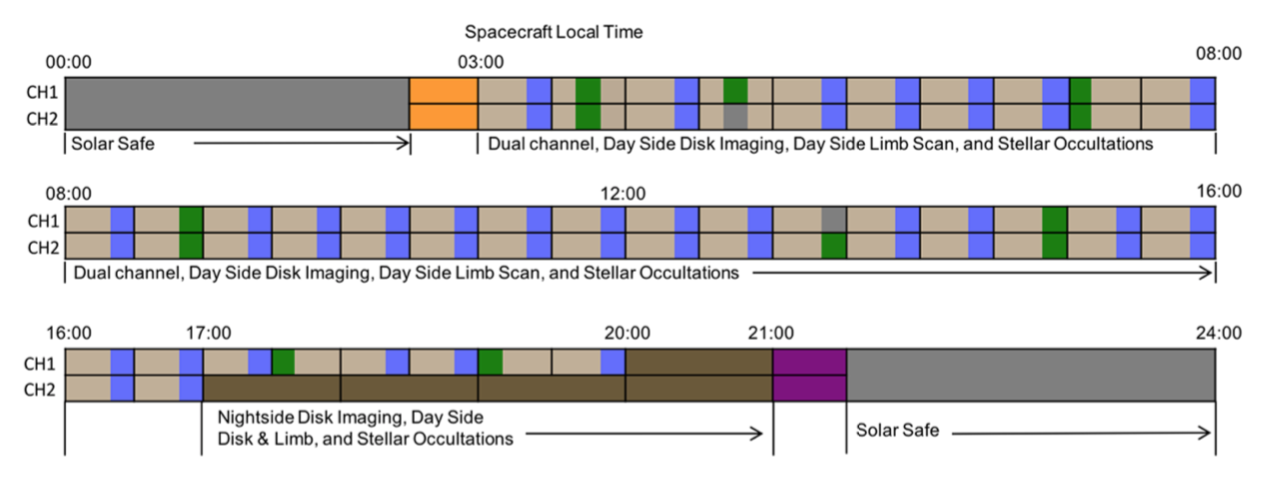 Spacecraft Local Time
00:00 03:00 08:00
CH1
CH2
Solar Safe
Dual channel, Day Side Disk Imaging, Day Side Limb Scan, and Stellar Occultations
08:00 12:00 16:00
CH1
CH2
Dual channel, Day Side Disk Imaging, Day Side Limb Scan, and Stellar Occultations
16:00 17:00 20:00 21:00 24:00
CH1
CH2
Nightside Disk Imaging, Day Side
Disk & Limb, and Stellar Occultations
Solar Safe